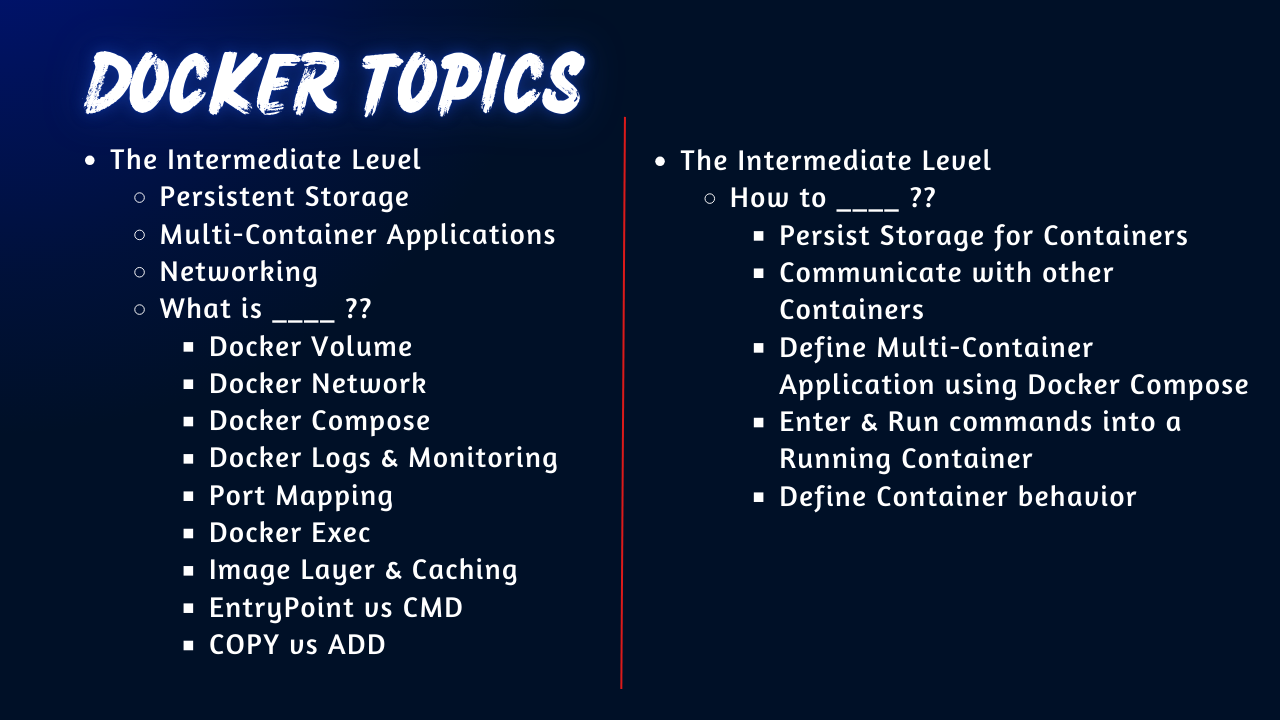 DOCKER TOPICS
The Intermediate Level
Persistent Storage
Multi-Container Applications
Networking
What is ____ ??
Docker Volume
Docker Network
Docker Compose
Docker Logs & Monitoring
Port Mapping
Docker Exec
Image Layer & Caching
EntryPoint vs CMD
COPY vs ADD
The Intermediate Level
How to ____ ??
Persist Storage for Containers
Communicate with other
Containers
Define Multi-Container
Application using Docker Compose
Enter & Run commands into a
Running Container
Define Container behavior